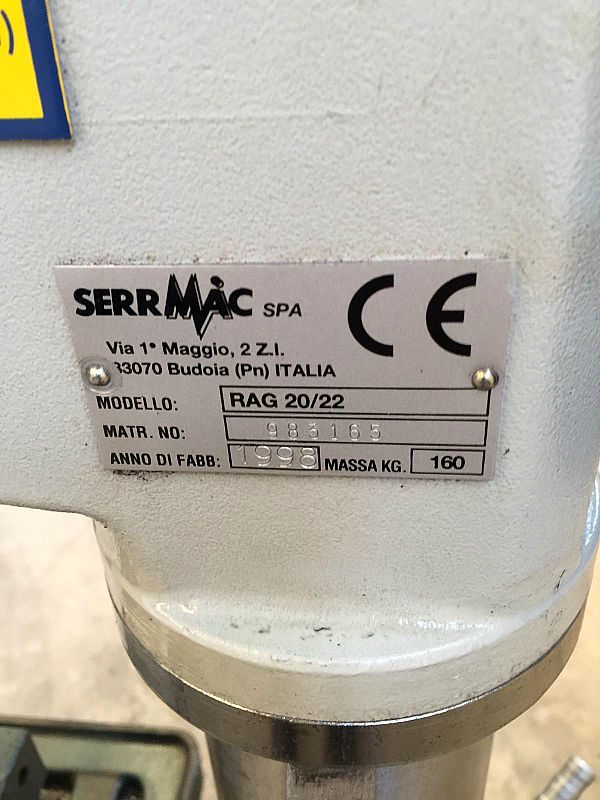 SERRMAC SPA
CE
Via 1° Maggio, 2 Z.I.
33070 Budoia (Pn) ITALIA
MODELLO: RAG 20/22
MATR. NO: 983165
ANNO DI FABB: 1998 MASSA KG. 160